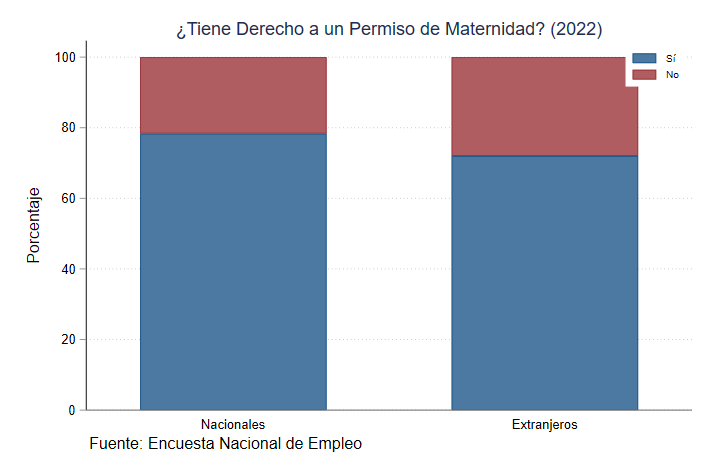 ¿Tiene Derecho a un Permiso de Maternidad? (2022)
Sí
No
Porcentaje
100
80
60
40
20
0
Nacionales
Extranjeros
Fuente: Encuesta Nacional de Empleo